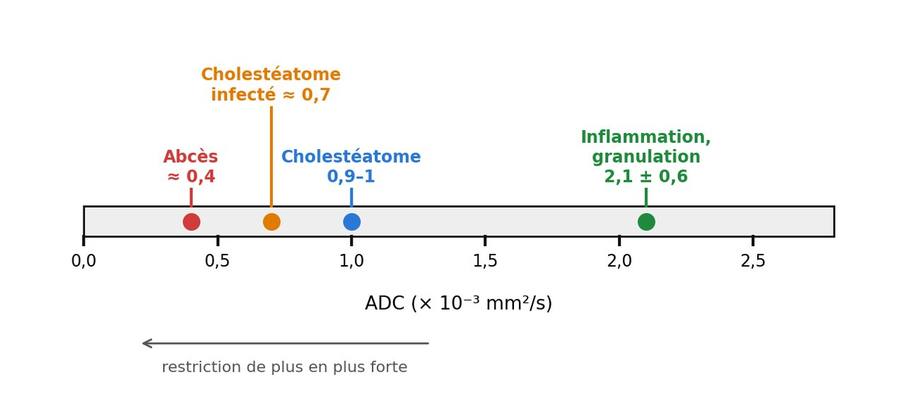 Cholestéatome
infecté ≈ 0,7
Abcès
≈ 0,4
Cholestéatome
0,9–1
Inflammation,
granulation
2,1 ± 0,6
0,0
0,5
1,0
1,5
2,0
2,5
ADC (× 10⁻³ mm²/s)
restriction de plus en plus forte